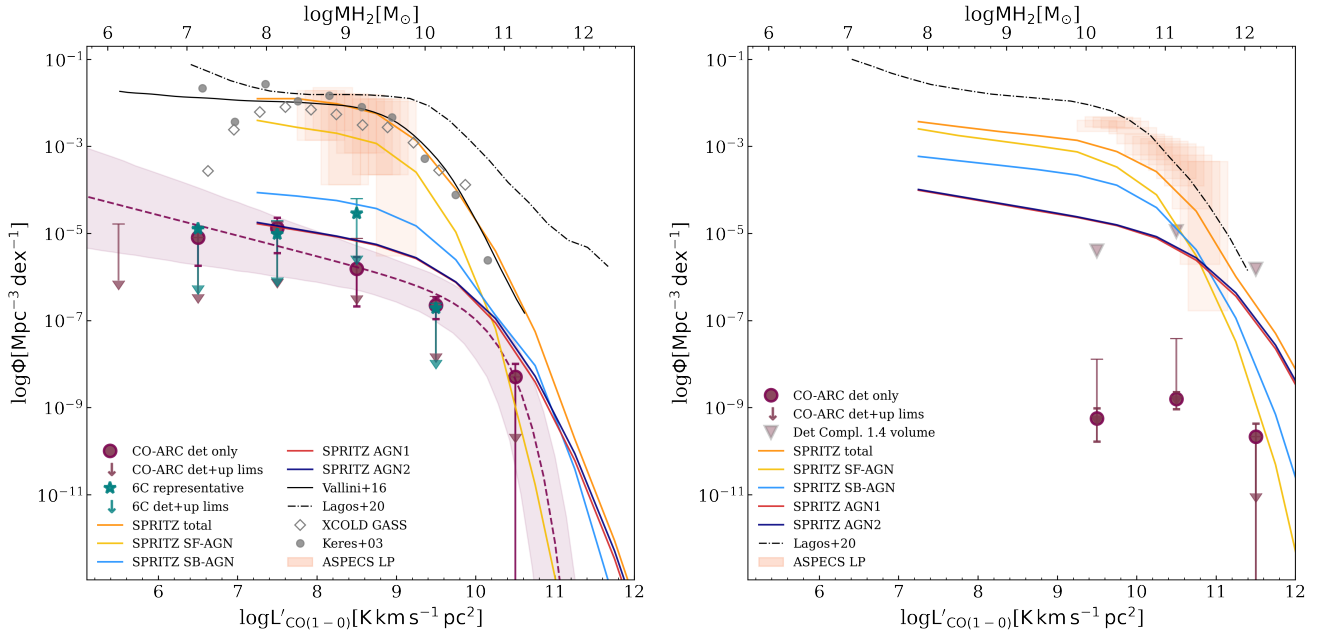 logMH₂[M⊙]
6 7 8 9 10 11 12
10⁻¹
10⁻³
10⁻⁵
10⁻⁷
10⁻⁹
10⁻¹¹
logΦ[Mpc⁻³ dex⁻¹]
CO-ARC det only
CO-ARC det+up lims
6C representative
6C det+up lims
SPRITZ total
SPRITZ SF-AGN
SPRITZ SB-AGN
SPRITZ AGN1
SPRITZ AGN2
Vallini+16
Lagos+20
XCOLD GASS
Keres+03
ASPECS LP
6 7 8 9 10 11 12
logL′CO(1−0)[K km s⁻¹ pc²]
logMH₂[M⊙]
6 7 8 9 10 11 12
10⁻¹
10⁻³
10⁻⁵
10⁻⁷
10⁻⁹
10⁻¹¹
logΦ[Mpc⁻³ dex⁻¹]
CO-ARC det only
CO-ARC det+up lims
Det Compl. 1.4 volume
SPRITZ total
SPRITZ SF-AGN
SPRITZ SB-AGN
SPRITZ AGN1
SPRITZ AGN2
Lagos+20
ASPECS LP
6 7 8 9 10 11 12
logL′CO(1−0)[K km s⁻¹ pc²]